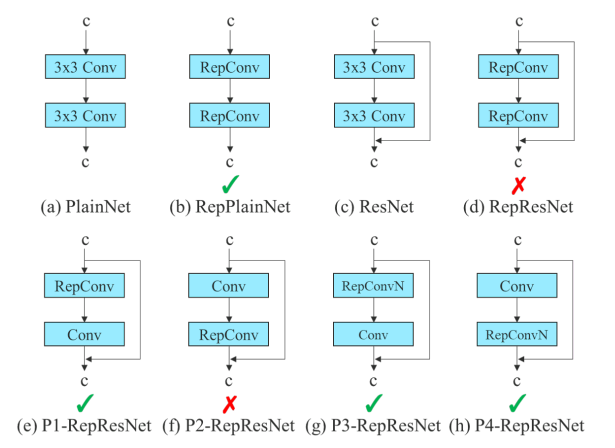 c c c c
3x3 Conv RepConv 3x3 Conv RepConv
3x3 Conv RepConv 3x3 Conv RepConv
c c c c
(a) PlainNet (b) RepPlainNet (c) ResNet (d) RepResNet
c c c c
RepConv Conv RepConvN Conv
Conv RepConv Conv RepConvN
c c c c
(e) P1-RepResNet (f) P2-RepResNet (g) P3-RepResNet (h) P4-RepResNet